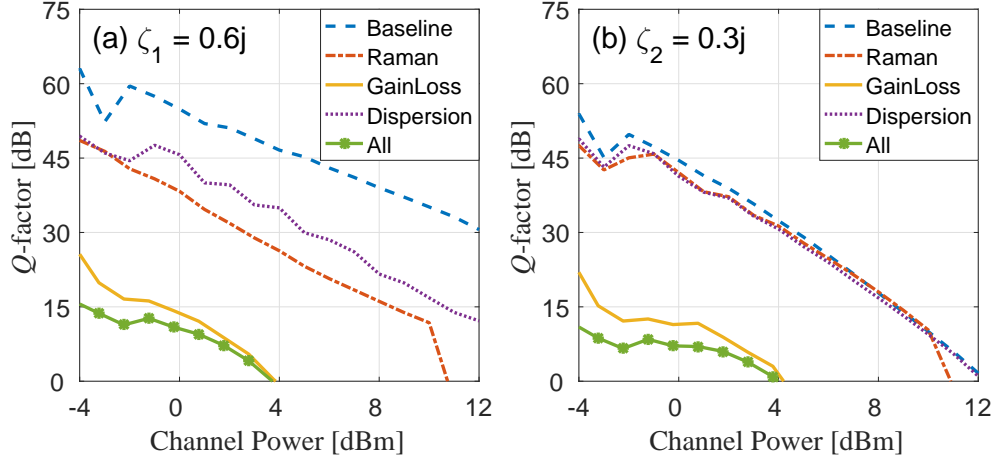 (a) ζ1 = 0.6j
Baseline
Raman
GainLoss
Dispersion
All
75
60
45
30
15
0
-4
0
4
8
12
Q-factor [dB]
Channel Power [dBm]
(b) ζ2 = 0.3j
Baseline
Raman
GainLoss
Dispersion
All
75
60
45
30
15
0
-4
0
4
8
12
Q-factor [dB]
Channel Power [dBm]